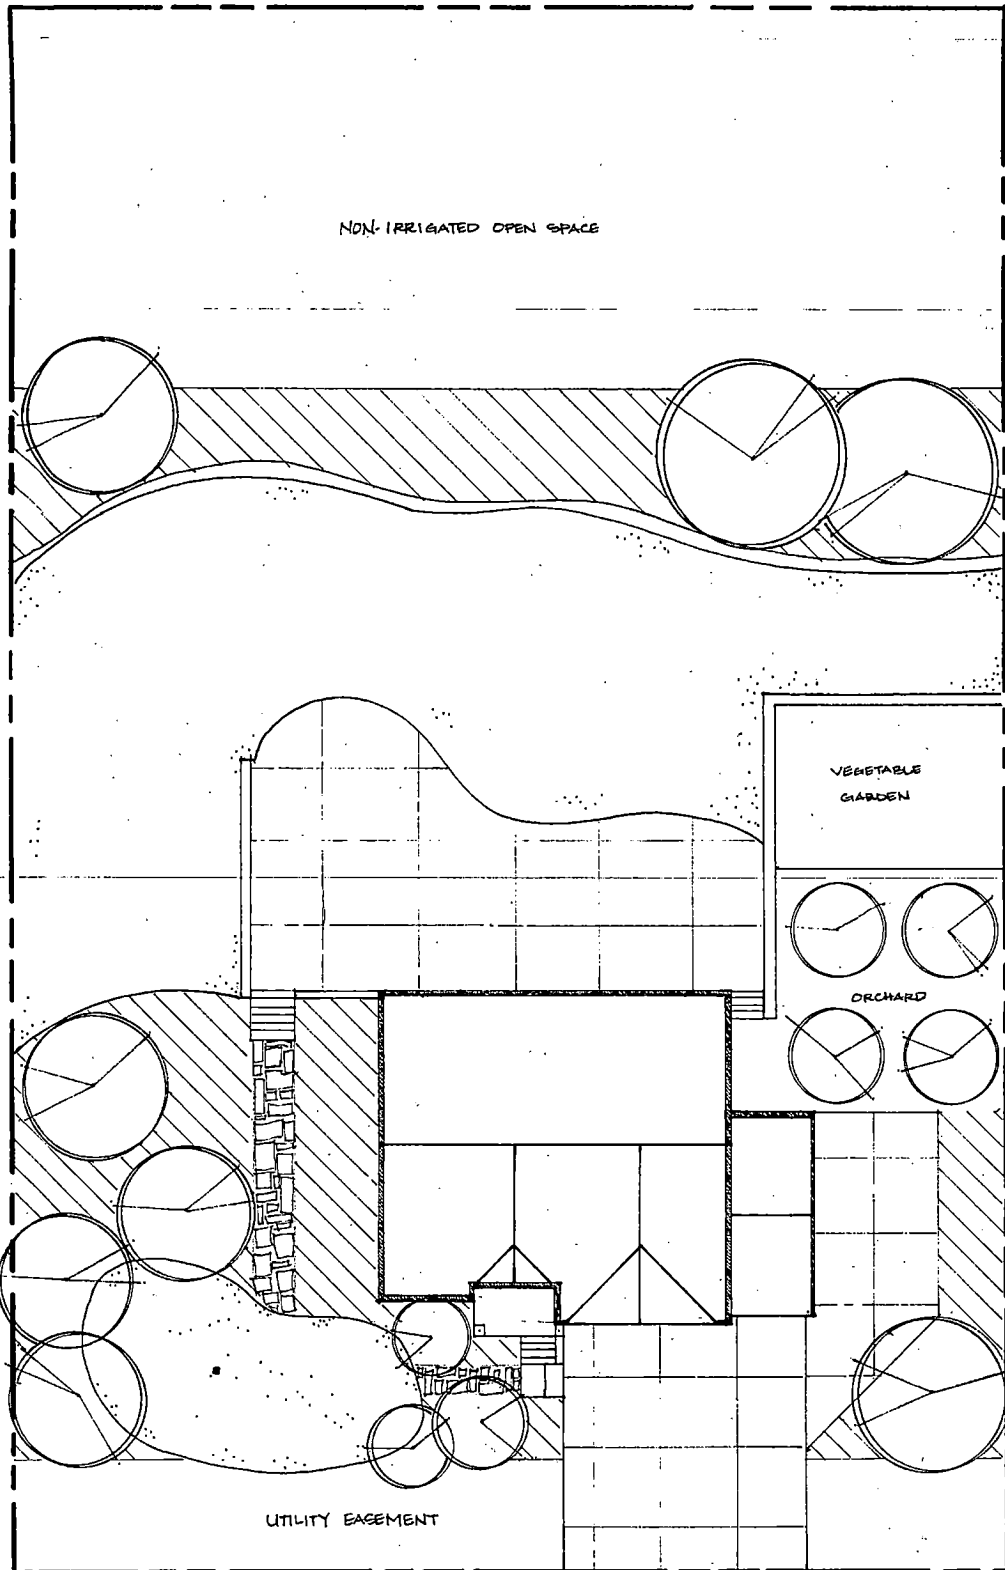 NON-IRRIGATED OPEN SPACE
VEGETABLE
GARDEN
ORCHARD
UTILITY EASEMENT